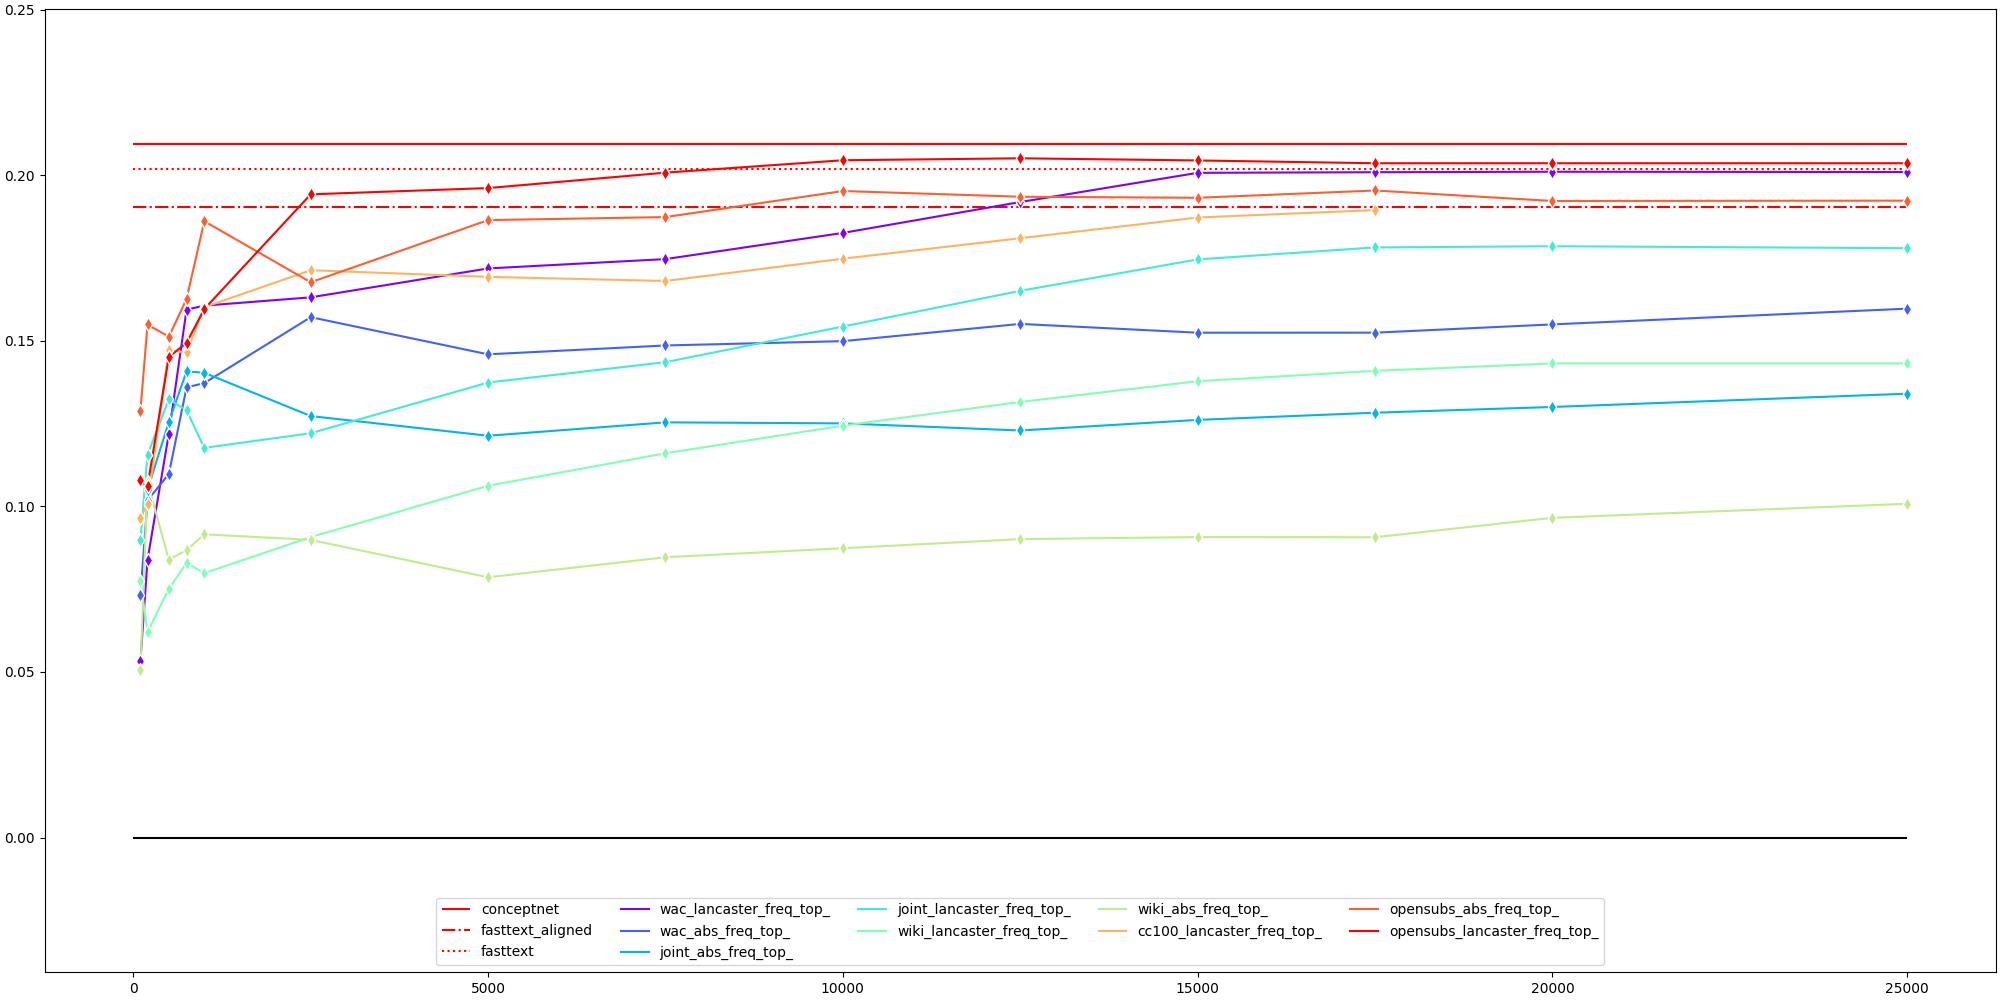 0.25
0.20
0.15
0.10
0.05
0.00
conceptnet
fasttext_aligned
fasttext
wac_lancaster_freq_top_
wac_abs_freq_top_
joint_abs_freq_top_
joint_lancaster_freq_top_
wiki_lancaster_freq_top_
wiki_abs_freq_top_
cc100_lancaster_freq_top_
opensubs_abs_freq_top_
opensubs_lancaster_freq_top_
0 5000 10000 15000 20000 25000